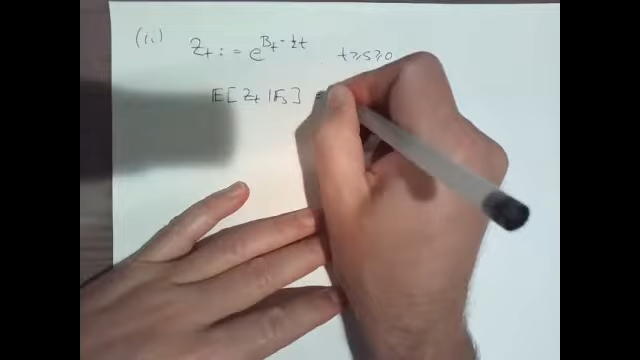 (ii) Z_t := e^{B_t - ½t} t ≥ s ≥ 0
𝔼[Z_t | F_s] =